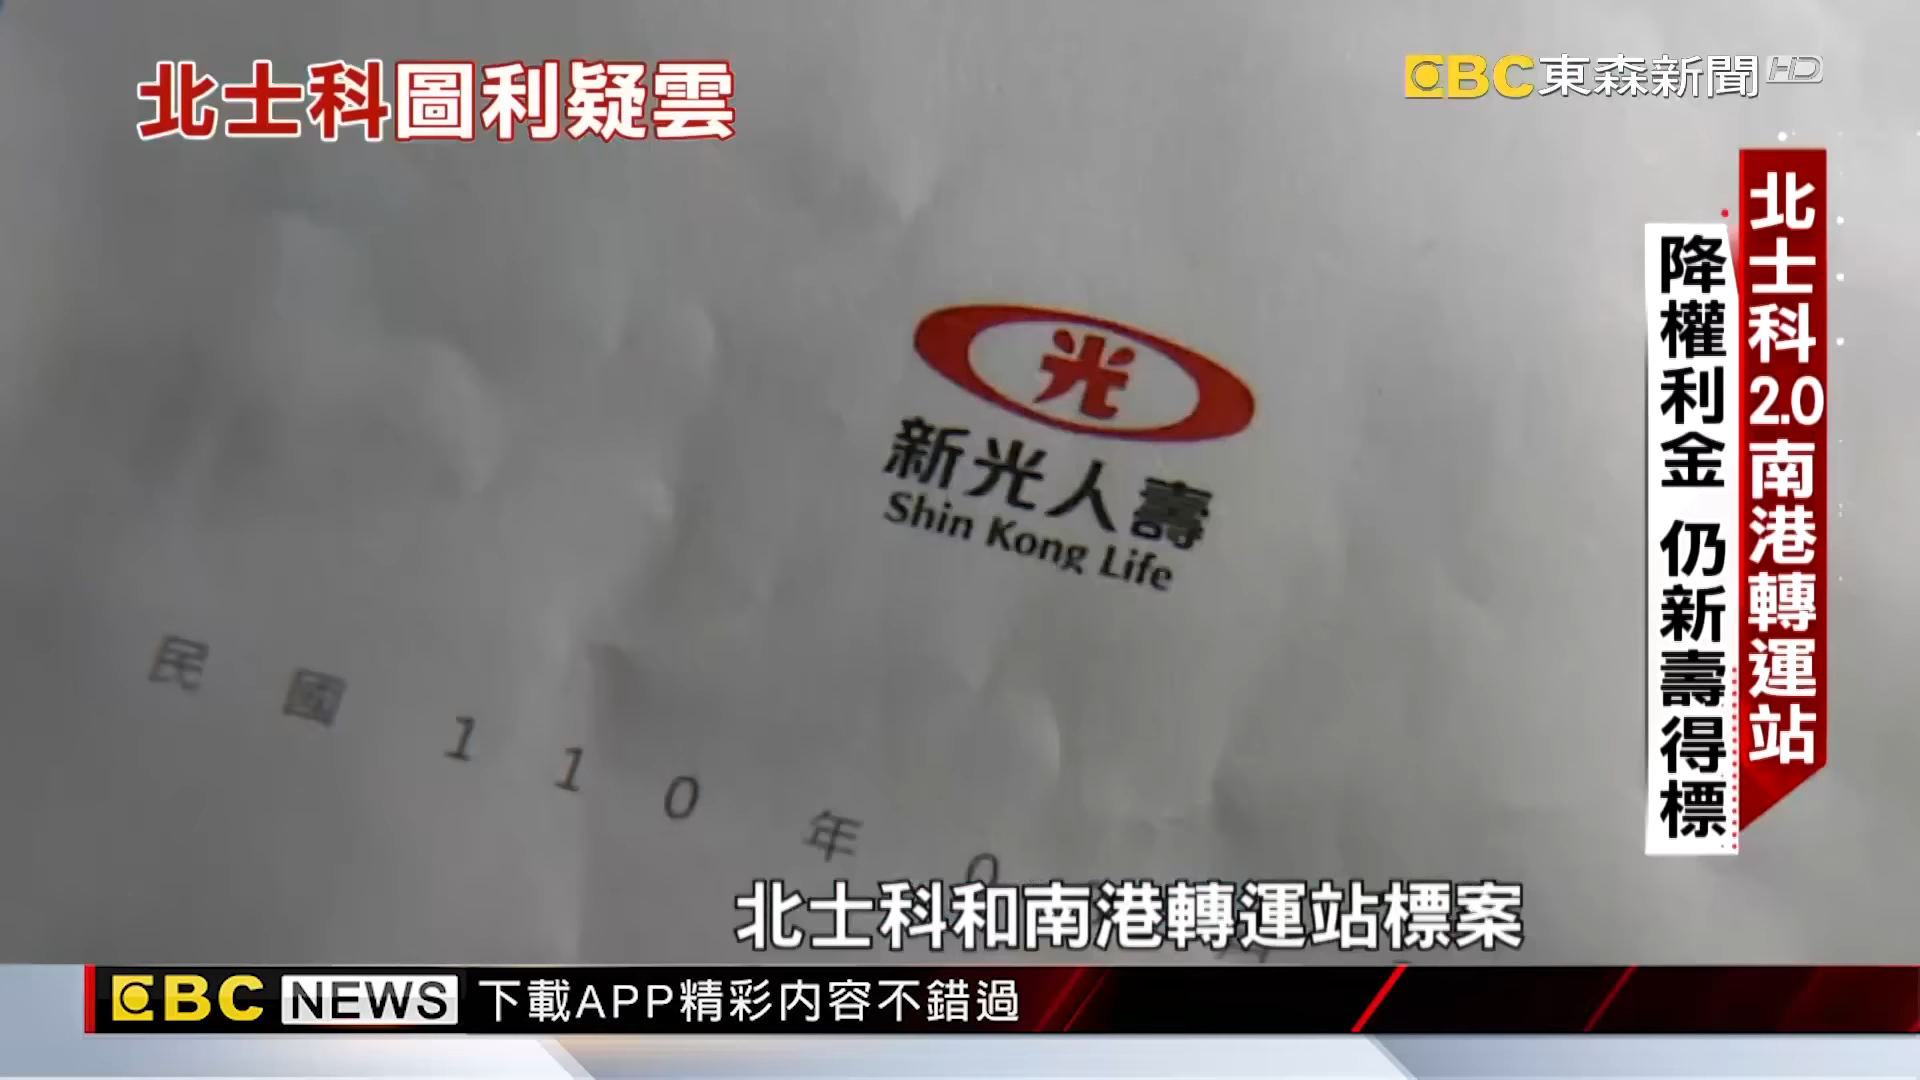 北士科圖利疑雲
EBC東森新聞HD
北士科2.0南港轉運站
降權利金 仍新壽得標
光
新光人壽
Shin Kong Life
民國110年0
北士科和南港轉運站標案
EBC NEWS 下載APP精彩內容不錯過